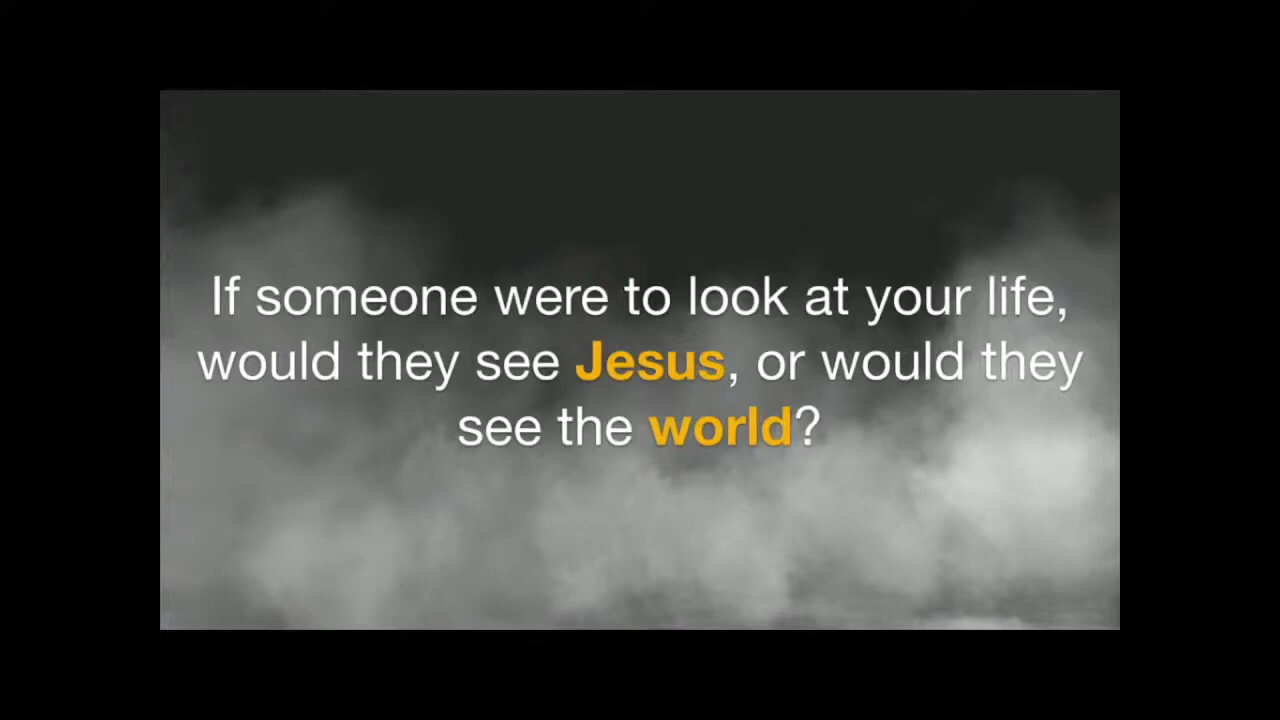 If someone were to look at your life,
would they see Jesus, or would they
see the world?